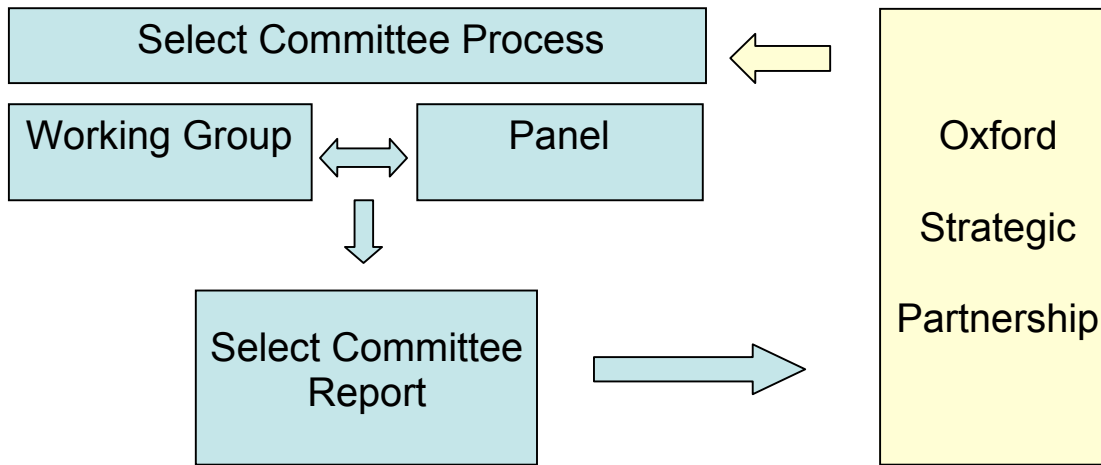 Select Committee Process
Working Group
Panel
Oxford
Strategic
Partnership
Select Committee
Report